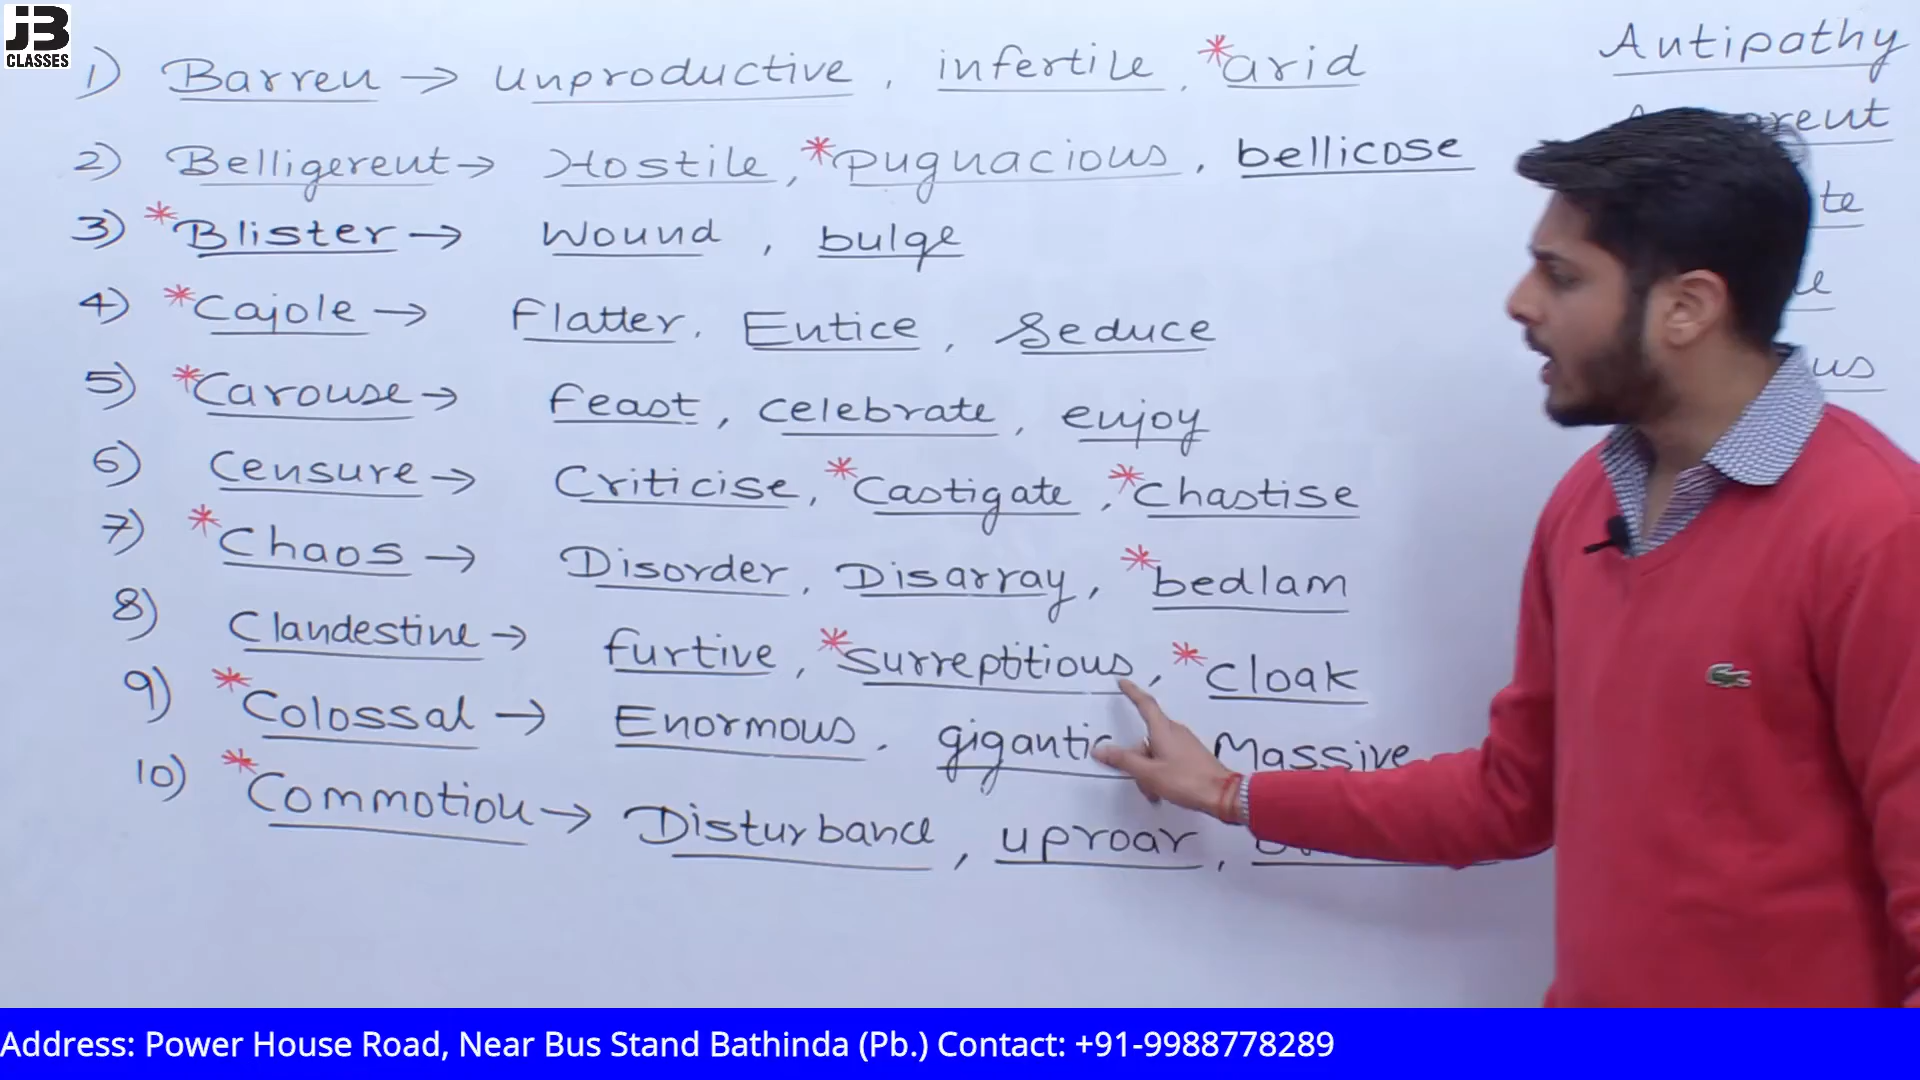 JB
CLASSES
Antipathy
1) Barren → unproductive, infertile, *arid
2) Belligerent → Hostile, *pugnacious, bellicose
3) *Blister → Wound, bulge
4) *Cajole → Flatter, Entice, Seduce
5) *Carouse → Feast, celebrate, enjoy
6) Censure → Criticise, *Castigate, *Chastise
7) *Chaos → Disorder, Disarray, *bedlam
8) Clandestine → furtive, *Surreptitious, *Cloak
9) *Colossal → Enormous, gigantic Massive
10) *Commotion → Disturbance, uproar,
Address: Power House Road, Near Bus Stand Bathinda (Pb.) Contact: +91-9988778289